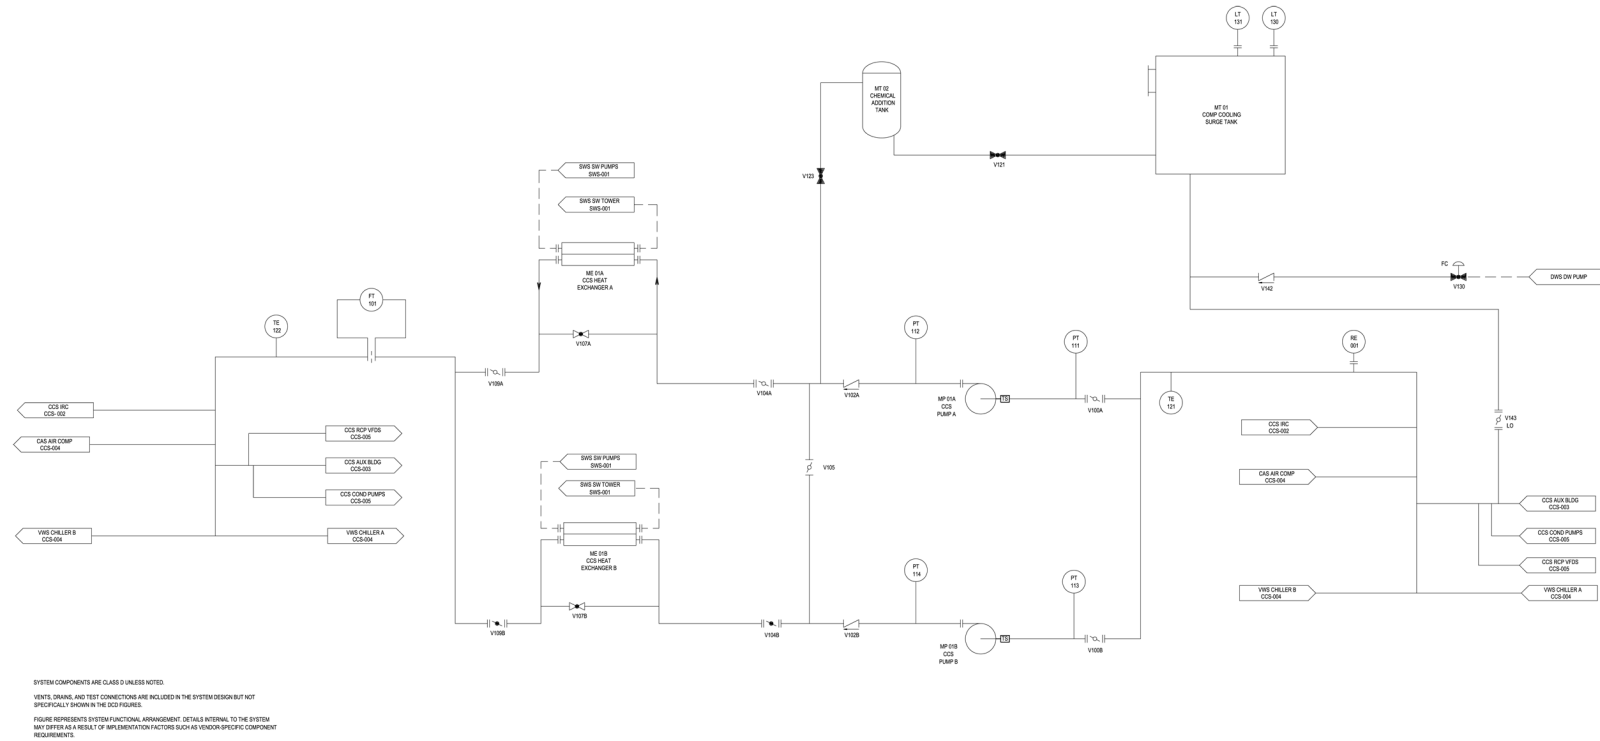 LT
131
LT
130
MT 02
CHEMICAL
ADDITION
TANK
MT 01
COMP COOLING
SURGE TANK
V121
V123
SWS SW PUMPS
SWS-001
SWS SW TOWER
SWS-001
ME 01A
CCS HEAT
EXCHANGER A
FC
V130
DWS DW PUMP
V142
FT
101
TE
122
V107A
PT
112
PT
111
RE
001
V109A
V104A
V102A
MP 01A
CCS
PUMP A
TS
V100A
TE
121
CCS IRC
CCS- 002
CAS AIR COMP
CCS-004
CCS RCP VFDS
CCS-005
CCS AUX BLDG
CCS-003
CCS COND PUMPS
CCS-005
VWS CHILLER B
CCS-004
VWS CHILLER A
CCS-004
SWS SW PUMPS
SWS-001
SWS SW TOWER
SWS-001
ME 01B
CCS HEAT
EXCHANGER B
V105
V143
LO
CCS IRC
CCS-002
CAS AIR COMP
CCS-004
CCS AUX BLDG
CCS-003
CCS COND PUMPS
CCS-005
CCS RCP VFDS
CCS-005
VWS CHILLER B
CCS-004
VWS CHILLER A
CCS-004
PT
114
PT
113
V107B
V109B
V104B
V102B
MP 01B
CCS
PUMP B
TS
V100B
SYSTEM COMPONENTS ARE CLASS D UNLESS NOTED.
VENTS, DRAINS, AND TEST CONNECTIONS ARE INCLUDED IN THE SYSTEM DESIGN BUT NOT
SPECIFICALLY SHOWN IN THE DCD FIGURES.
FIGURE REPRESENTS SYSTEM FUNCTIONAL ARRANGEMENT. DETAILS INTERNAL TO THE SYSTEM
MAY DIFFER AS A RESULT OF IMPLEMENTATION FACTORS SUCH AS VENDOR-SPECIFIC COMPONENT
REQUIREMENTS.